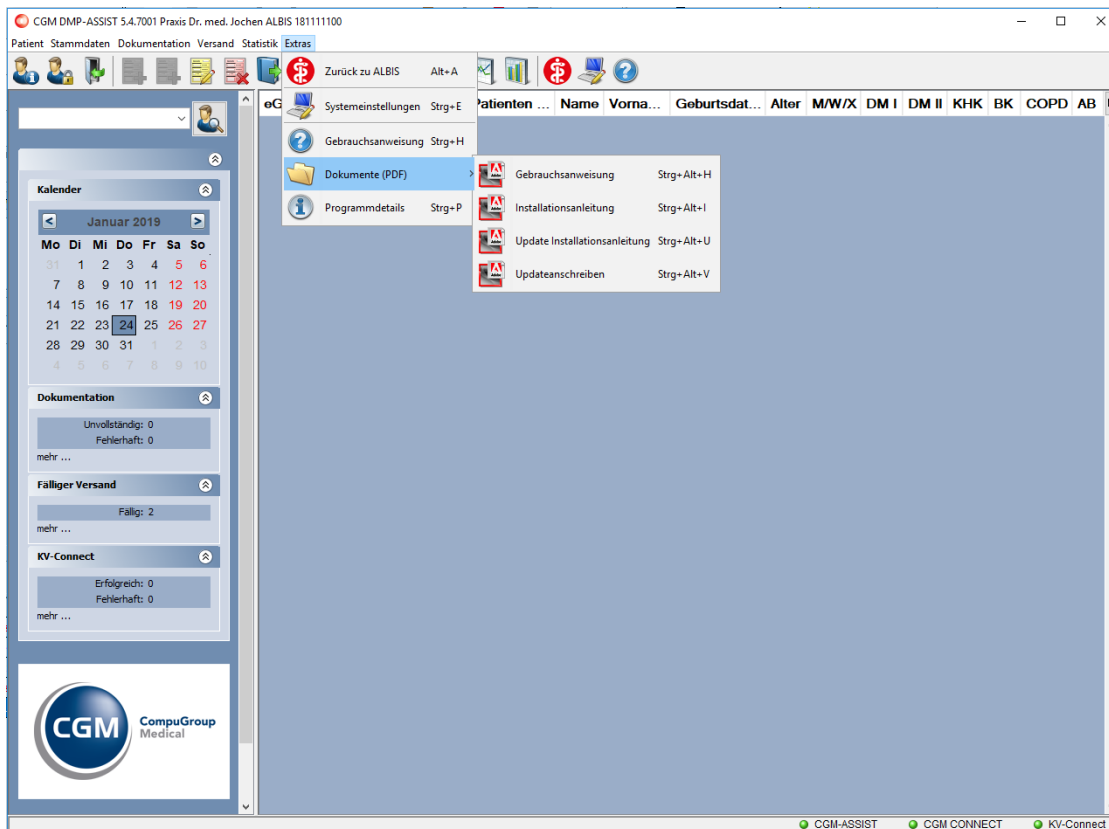 CGM DMP-ASSIST 5.4.7001 Praxis Dr. med. Jochen ALBIS 181111100
Patient Stammdaten Dokumentation Versand Statistik Extras
Zurück zu ALBIS Alt+A
Systemeinstellungen Strg+E
Gebrauchsanweisung Strg+H
Dokumente (PDF)
Programmdetails Strg+P
Gebrauchsanweisung Strg+Alt+H
Installationsanleitung Strg+Alt+I
Update Installationsanleitung Strg+Alt+U
Updateanschreiben Strg+Alt+V
eG Patienten ... Name Vorna... Geburtsdat... Alter M/W/X DM I DM II KHK BK COPD AB
Kalender
< Januar 2019 >
Mo Di Mi Do Fr Sa So
31 1 2 3 4 5 6
7 8 9 10 11 12 13
14 15 16 17 18 19 20
21 22 23 24 25 26 27
28 29 30 31 1 2 3
4 5 6 7 8 9 10
Dokumentation
Unvollständig: 0
Fehlerhaft: 0
mehr ...
Fälliger Versand
Fällig: 2
mehr ...
KV-Connect
Erfolgreich: 0
Fehlerhaft: 0
mehr ...
CGM CompuGroup
Medical
CGM-ASSIST CGM CONNECT KV-Connect